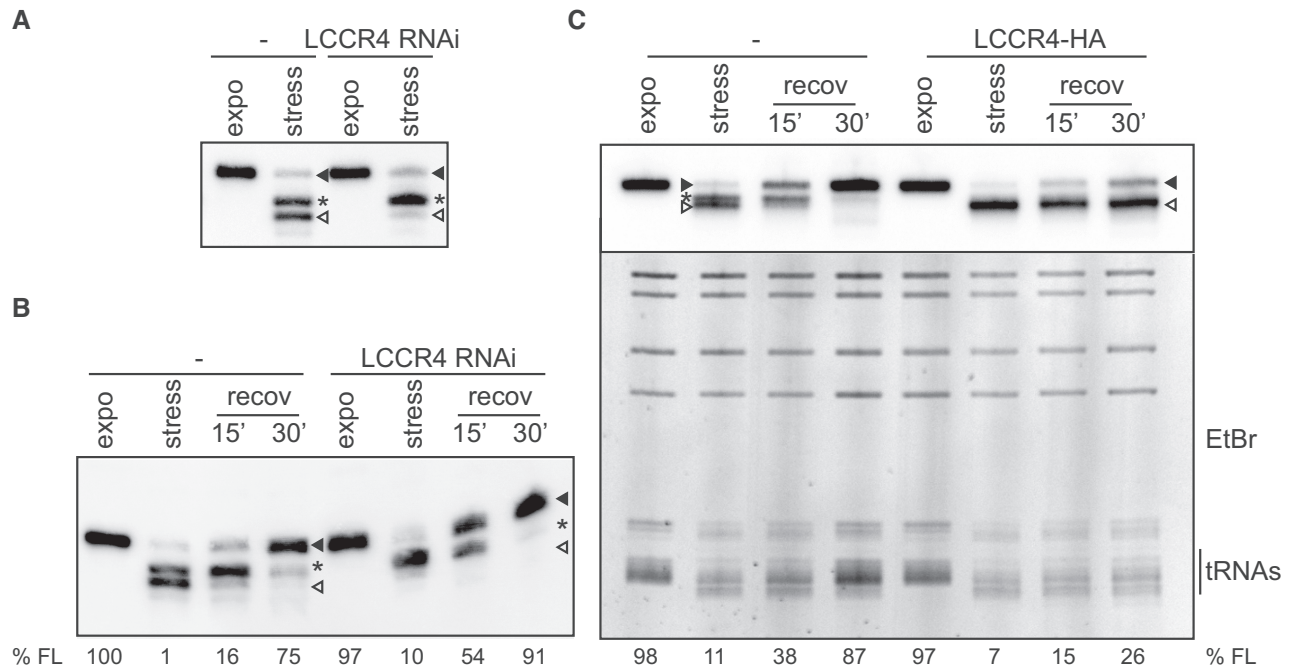 A
- LCCR4 RNAi
expo stress expo stress
*
*
B
- LCCR4 RNAi
expo stress recov expo stress recov
15’ 30’ 15’ 30’
*
*
% FL 100 1 16 75 97 10 54 91
C
- LCCR4-HA
expo stress recov expo stress recov
15’ 30’ 15’ 30’
*
EtBr
tRNAs
98 11 38 87 97 7 15 26 % FL